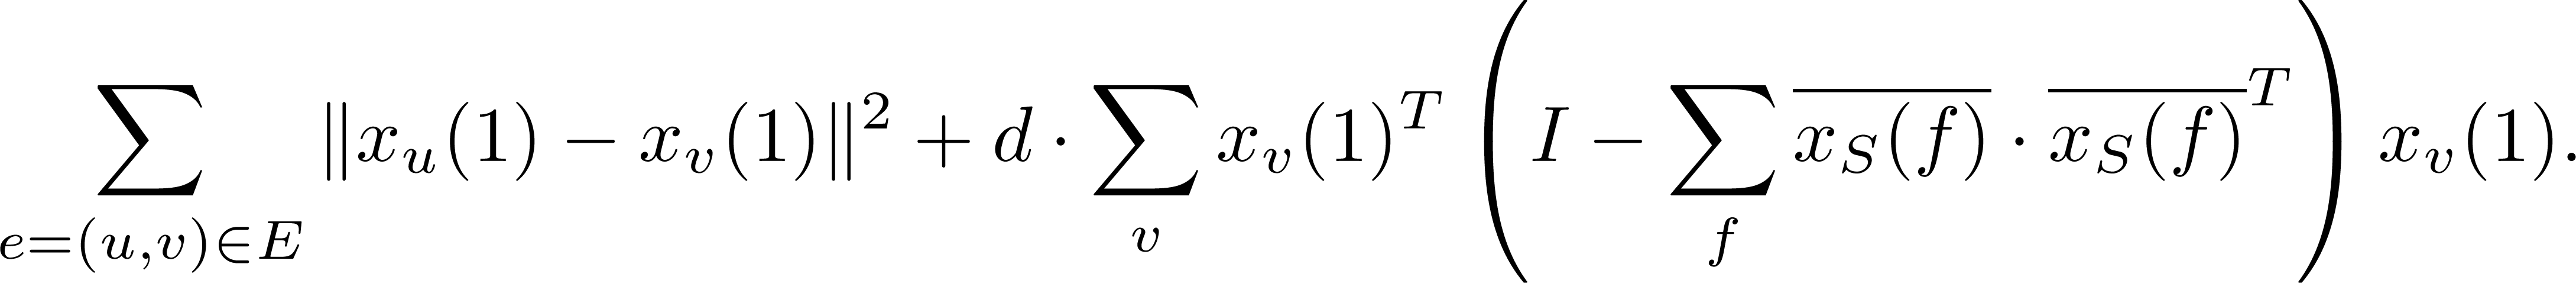 \sum_{e=(u,v)\in E} \|x_u(1) - x_v(1)\|^2 + d \cdot \sum_v x_v(1)^T \left( I - \sum_f \overline{x_S(f)} \cdot \overline{x_S(f)}^T \right) x_v(1).